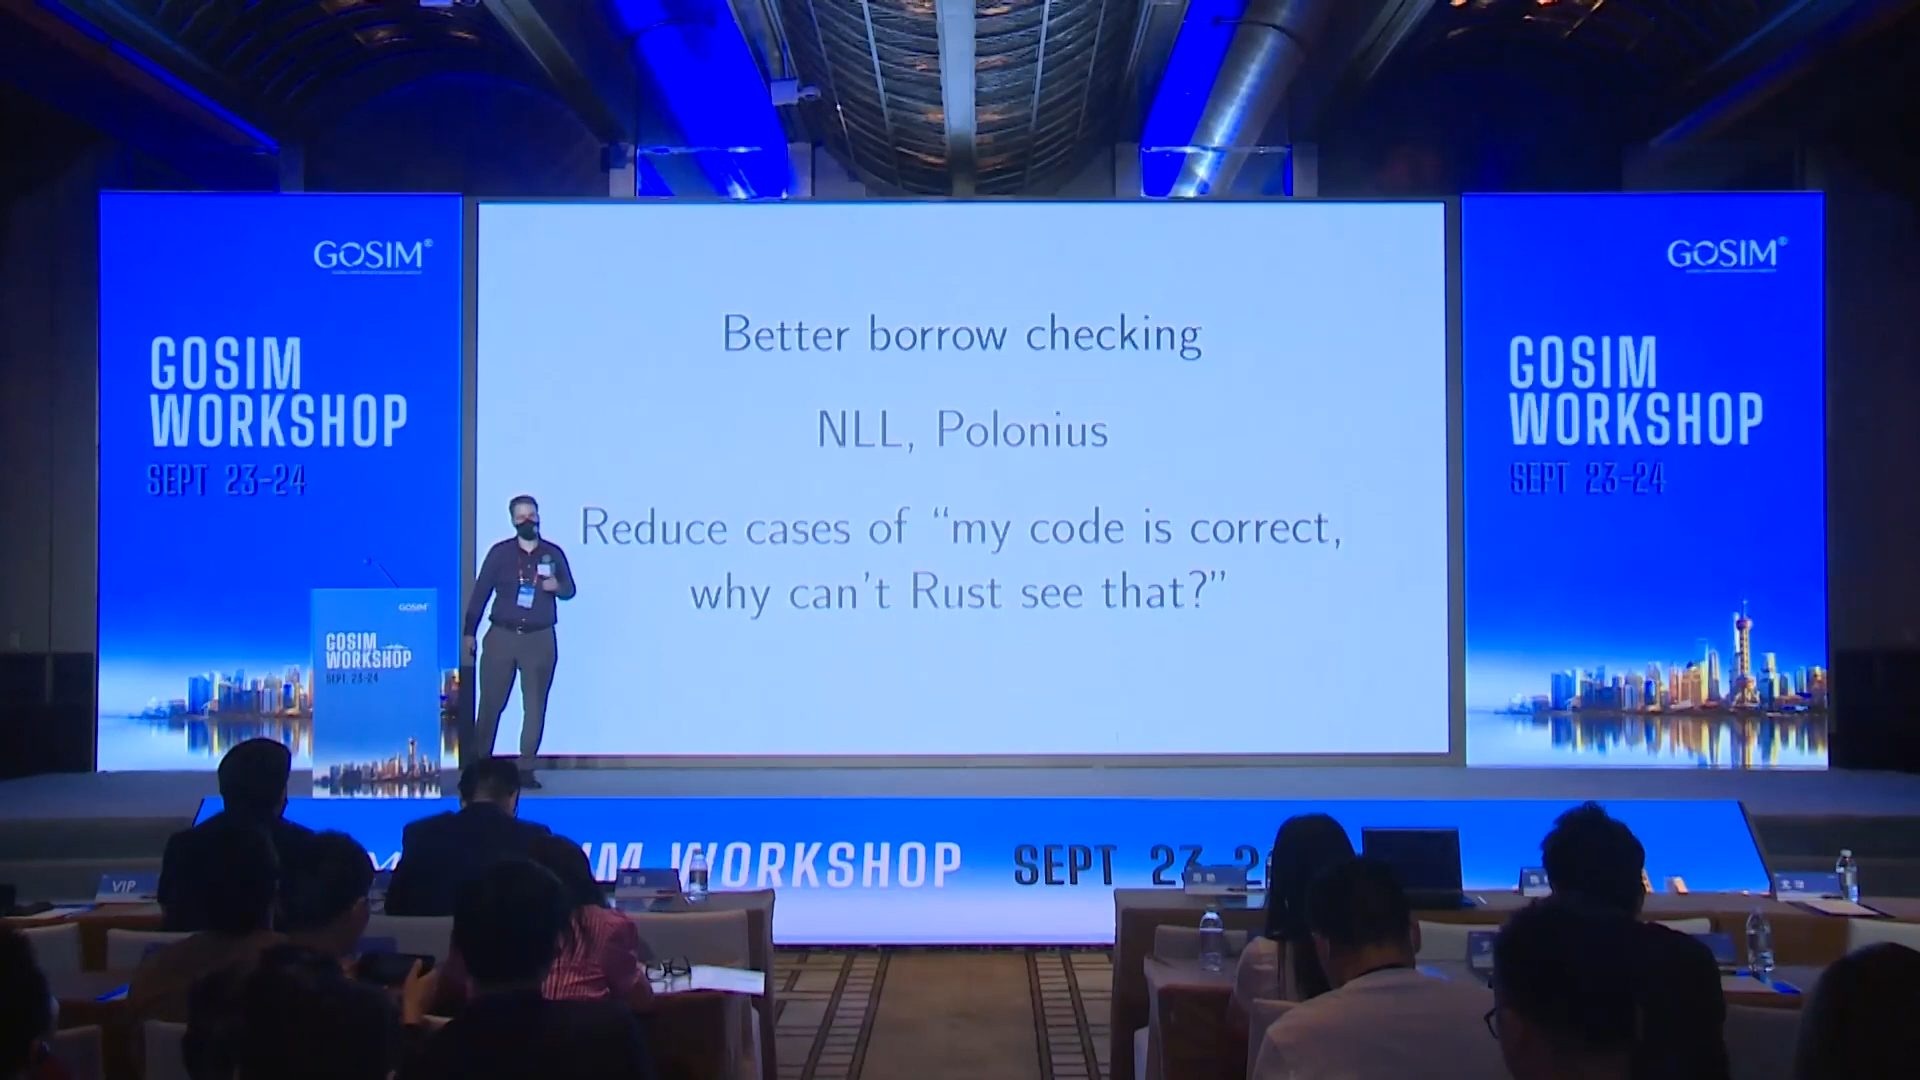 GOSIM®
GOSIM
WORKSHOP
SEPT 23-24
Better borrow checking
NLL, Polonius
Reduce cases of “my code is correct,
why can't Rust see that?”
GOSIM®
GOSIM
WORKSHOP
SEPT 23-24
GOSIM
GOSIM
WORKSHOP
SEPT 23-24
WORKSHOP SEPT 23-2
VIP